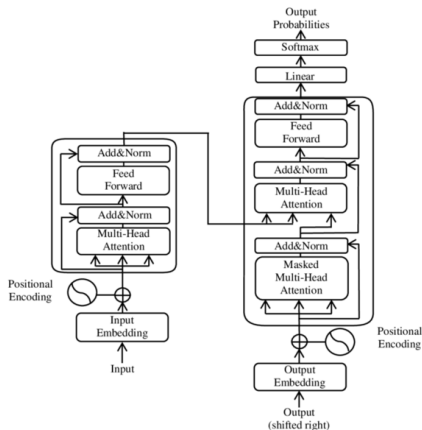 Output
Probabilities
Softmax
Linear
Add&Norm
Feed
Forward
Add&Norm
Multi-Head
Attention
Add&Norm
Masked
Multi-Head
Attention
Positional
Encoding
Output
Embedding
Output
(shifted right)
Add&Norm
Feed
Forward
Add&Norm
Multi-Head
Attention
Positional
Encoding
Input
Embedding
Input